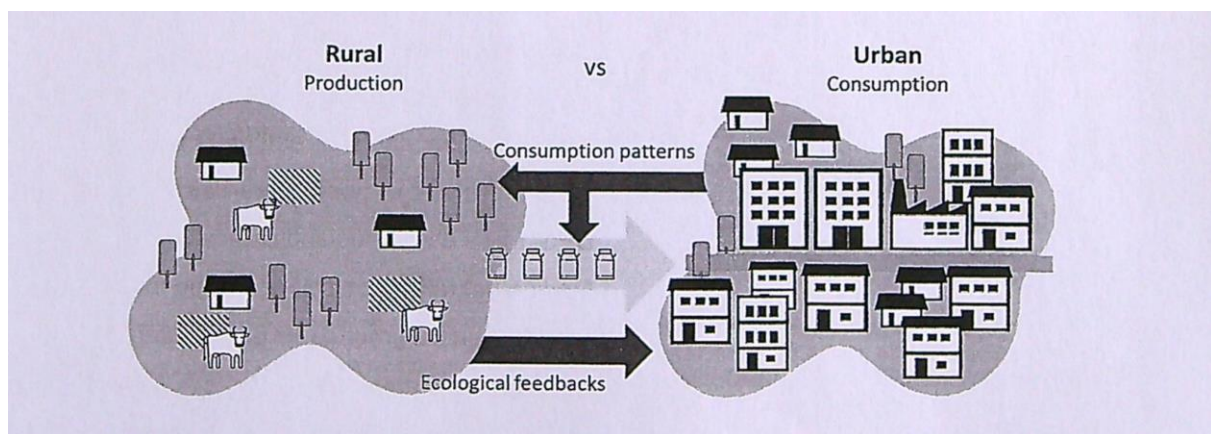 Rural
Production
vs
Urban
Consumption
Consumption patterns
Ecological feedbacks